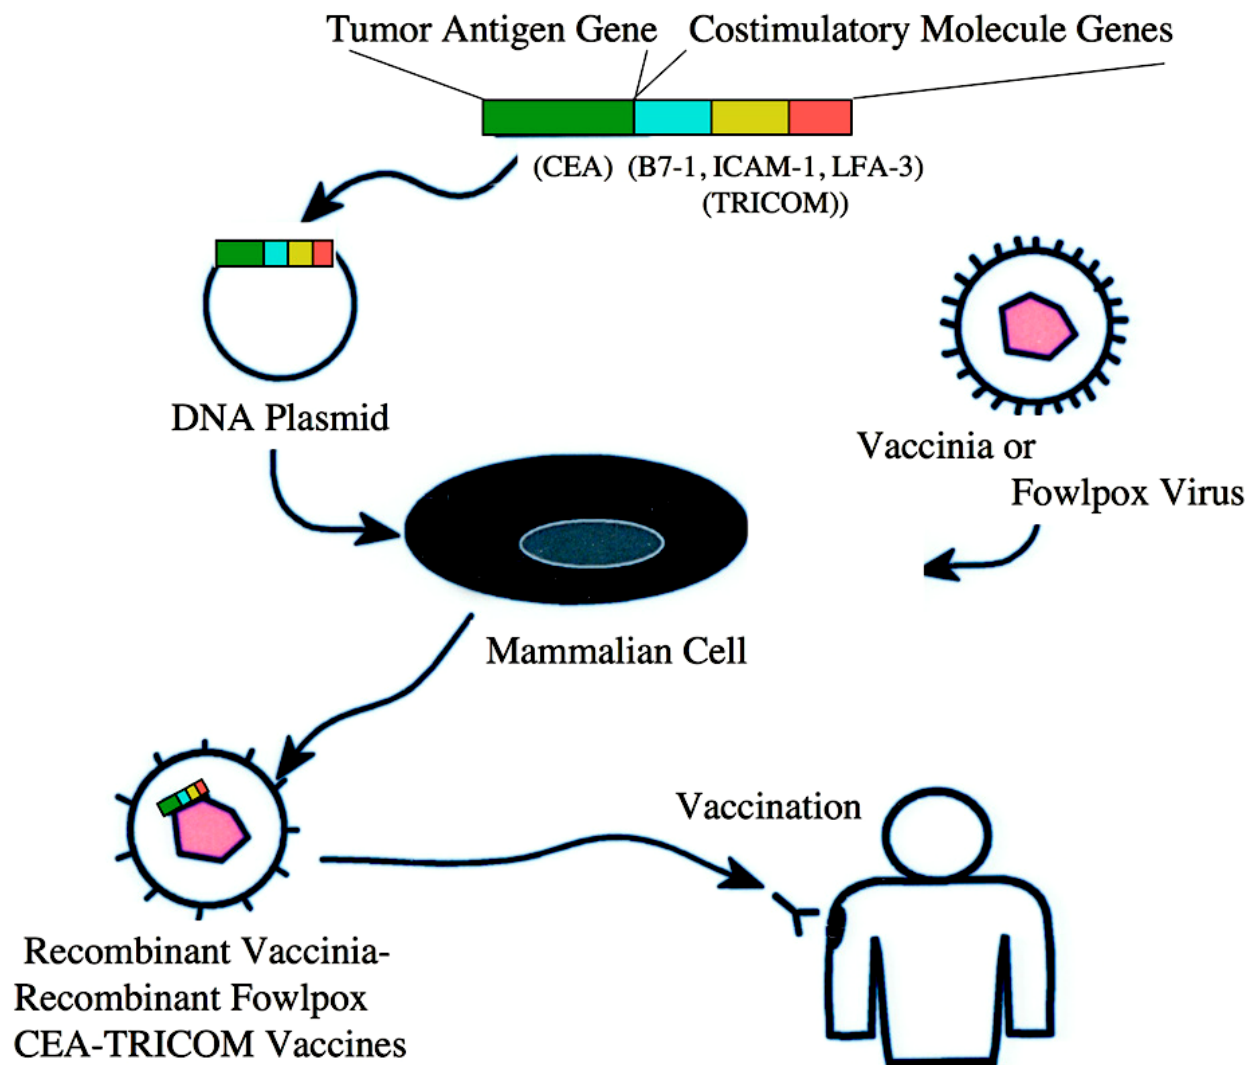 Tumor Antigen Gene
Costimulatory Molecule Genes
(CEA)
(B7-1, ICAM-1, LFA-3)
(TRICOM))
DNA Plasmid
Vaccinia or
Fowlpox Virus
Mammalian Cell
Vaccination
Recombinant Vaccinia-
Recombinant Fowlpox
CEA-TRICOM Vaccines